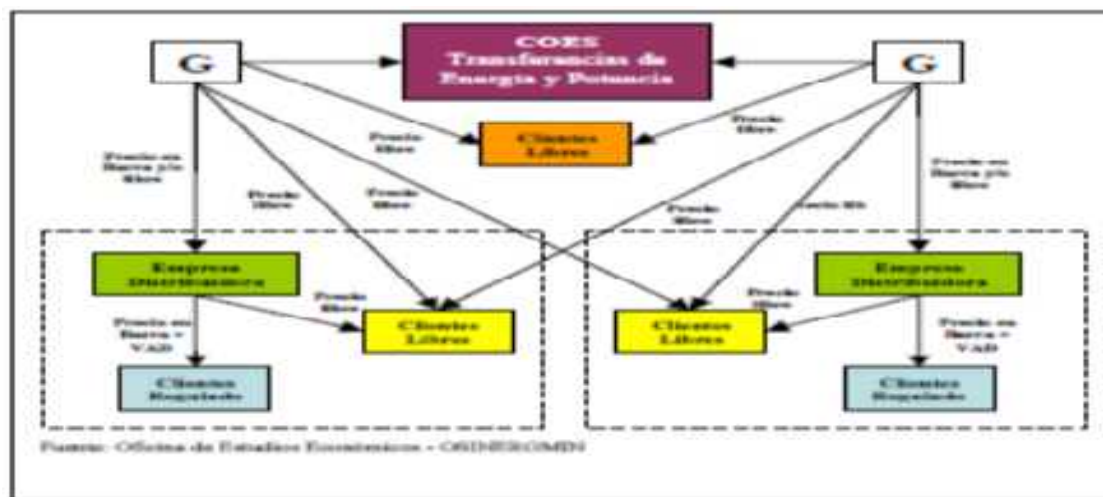 COES
Transferencias de
Energía y Potencia
G
G
Clientes
Libres
Precio
libre
Precio
libre
Precio en
Barra y/o
libre
Precio
libre
Precio
libre
Precio
libre
Precio en
Barra y/o
libre
Empresa
Distribuidora
Empresa
Distribuidora
Precio
libre
Clientes
Libres
Clientes
Libres
Precio
libre
Precio en
Barra +
VAD
Precio en
Barra +
VAD
Clientes
Regulado
Clientes
Regulado
Fuente: Oficina de Estudios Económicos - OSINERGMIN